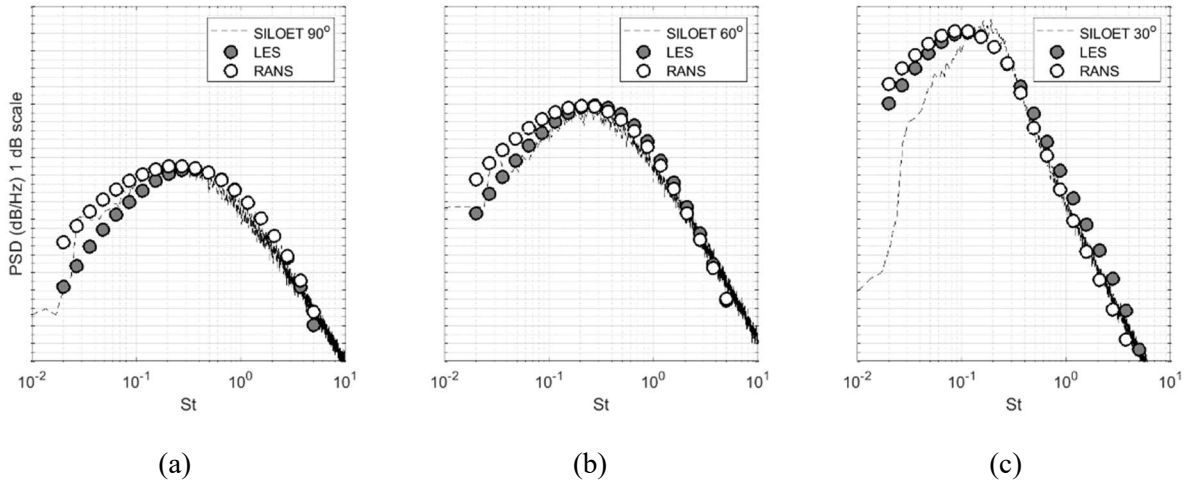 PSD (dB/Hz) 1 dB scale
SILOET 90°
LES
RANS
10⁻² 10⁻¹ 10⁰ 10¹
St
(a)
SILOET 60°
LES
RANS
10⁻² 10⁻¹ 10⁰ 10¹
St
(b)
SILOET 30°
LES
RANS
10⁻² 10⁻¹ 10⁰ 10¹
St
(c)